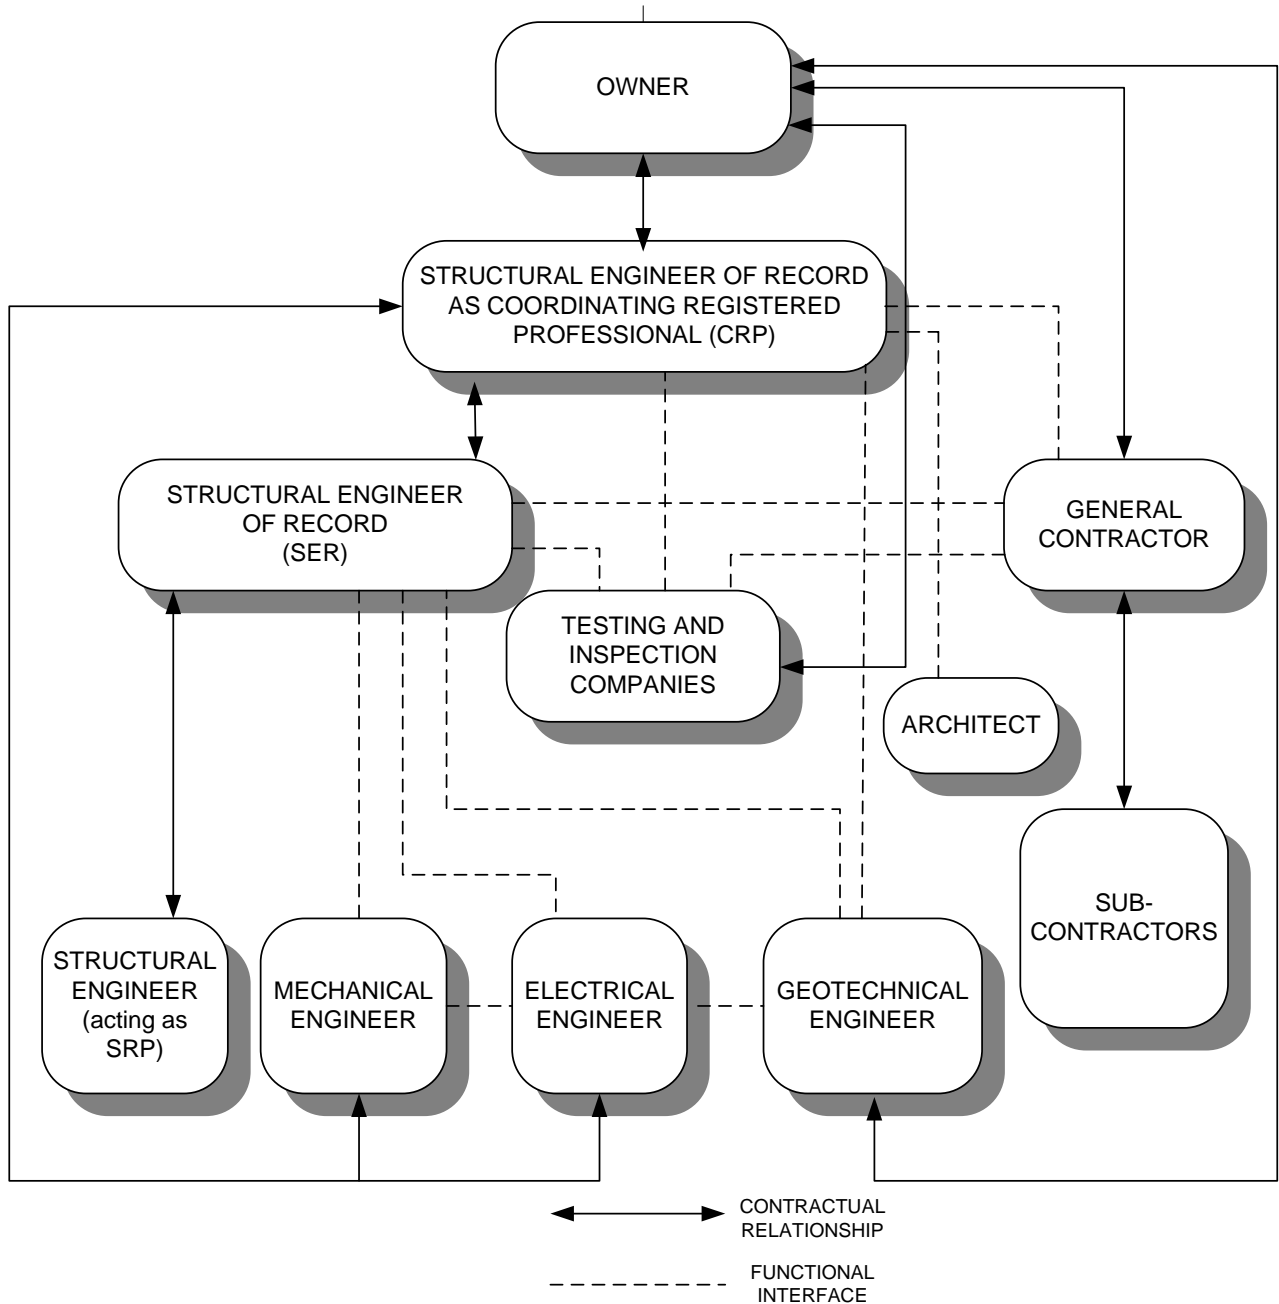 OWNER
STRUCTURAL ENGINEER OF RECORD
AS COORDINATING REGISTERED
PROFESSIONAL (CRP)
STRUCTURAL ENGINEER
OF RECORD
(SER)
GENERAL
CONTRACTOR
TESTING AND
INSPECTION
COMPANIES
ARCHITECT
SUB-
CONTRACTORS
STRUCTURAL
ENGINEER
(acting as
SRP)
MECHANICAL
ENGINEER
ELECTRICAL
ENGINEER
GEOTECHNICAL
ENGINEER
CONTRACTUAL
RELATIONSHIP
FUNCTIONAL
INTERFACE